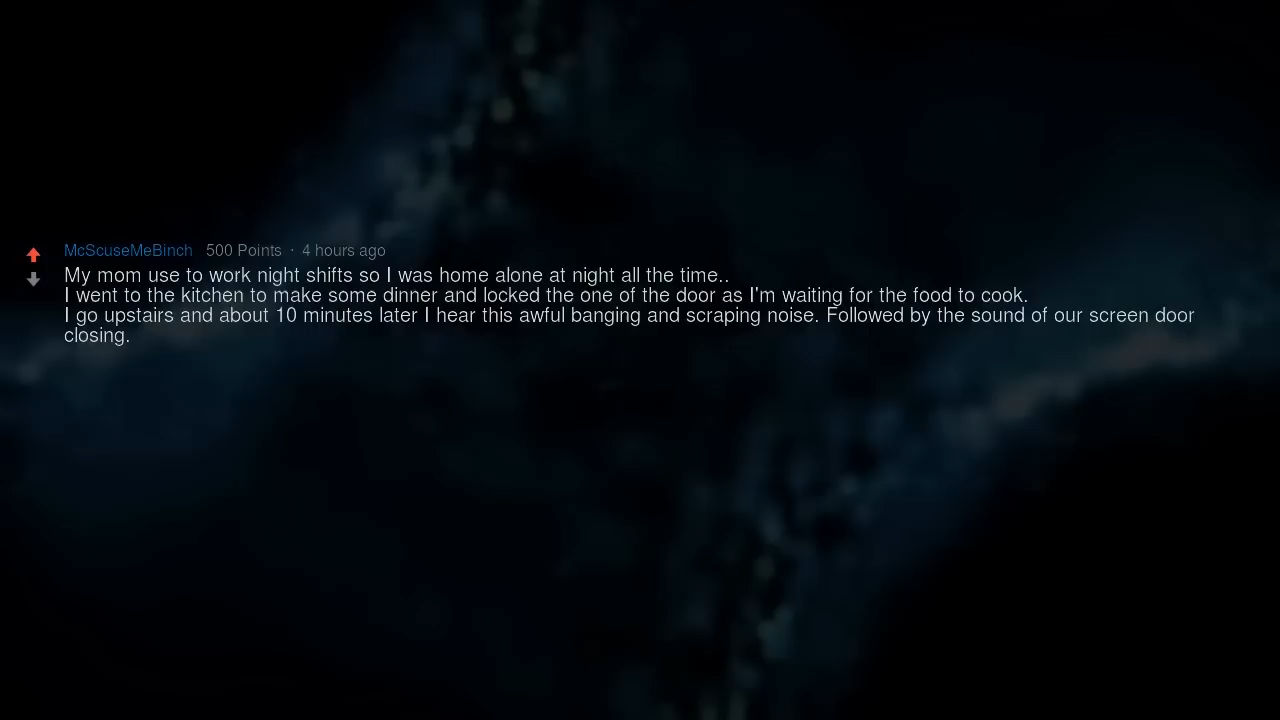 McScuseMeBinch 500 Points · 4 hours ago
My mom use to work night shifts so I was home alone at night all the time..
I went to the kitchen to make some dinner and locked the one of the door as I'm waiting for the food to cook.
I go upstairs and about 10 minutes later I hear this awful banging and scraping noise. Followed by the sound of our screen door
closing.